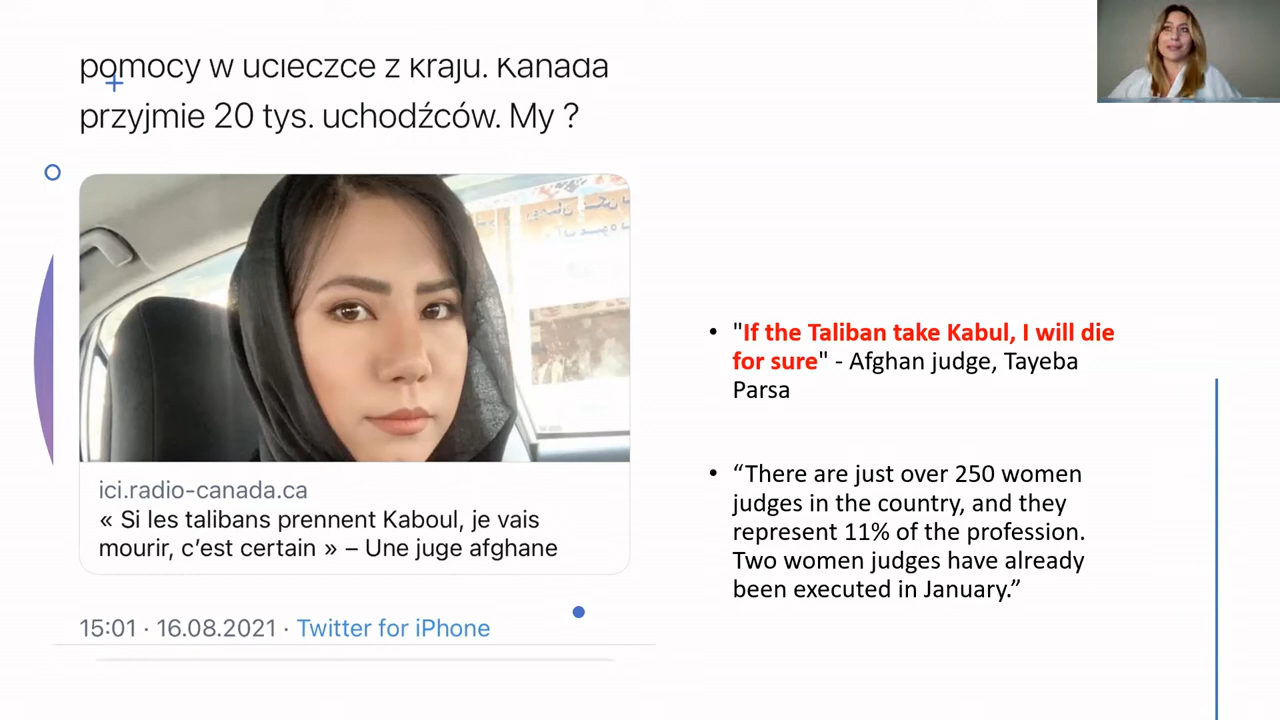 pomocy w ucieczce z kraju. Kanada
przyjmie 20 tys. uchodźców. My ?
ici.radio-canada.ca
« Si les talibans prennent Kaboul, je vais
mourir, c’est certain » – Une juge afghane
15:01 · 16.08.2021 · Twitter for iPhone
• "If the Taliban take Kabul, I will die
for sure" - Afghan judge, Tayeba
Parsa
• “There are just over 250 women
judges in the country, and they
represent 11% of the profession.
Two women judges have already
been executed in January.”